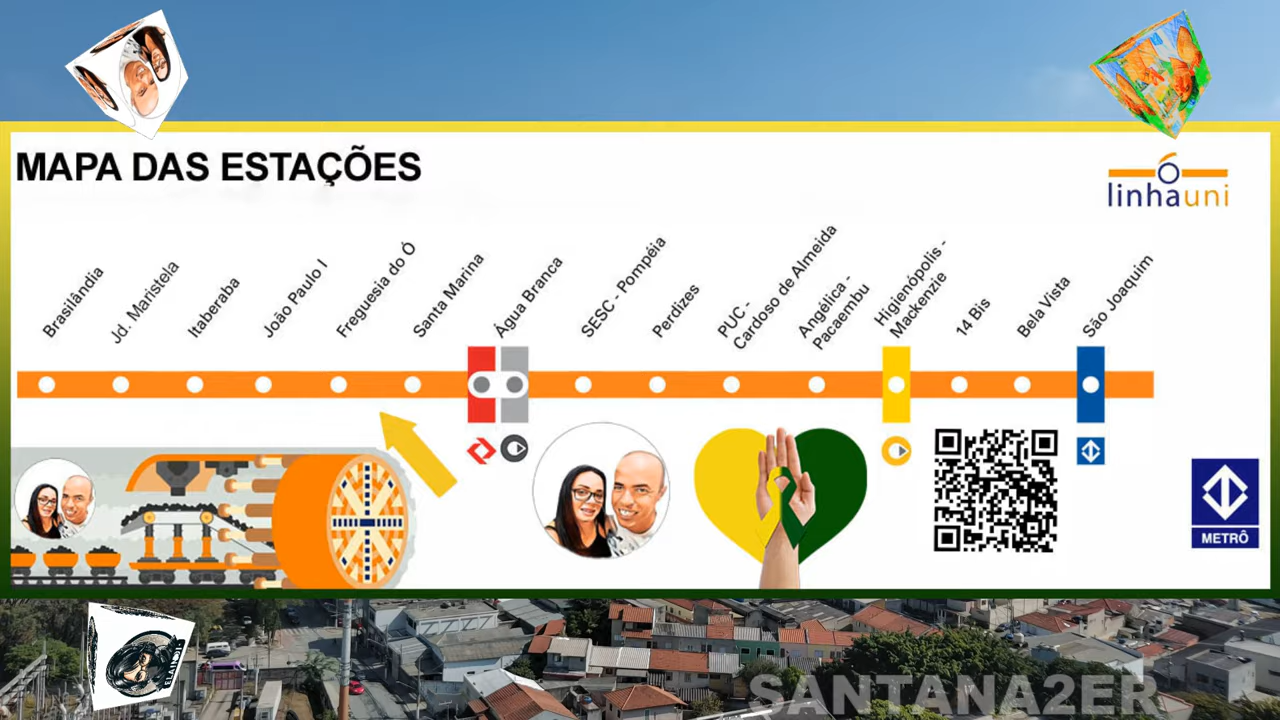 MAPA DAS ESTAÇÕES
linhauni
Brasilândia
Jd. Maristela
Itaberaba
João Paulo I
Freguesia do Ó
Santa Marina
Água Branca
SESC - Pompéia
Perdizes
PUC -
Cardoso de Almeida
Angélica -
Pacaembu
Higienópolis -
Mackenzie
14 Bis
Bela Vista
São Joaquim
METRÔ
SANTANA2ER